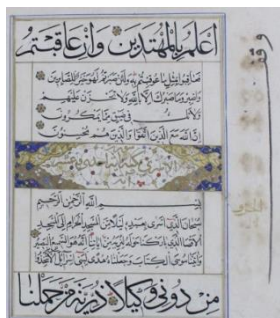 أعلم بالمهتدين وإن عاقبتم
فعاقبوا بمثل ما عوقبتم به ولئن صبرتم لهو خير للصابرين
واصبر وما صبرك إلا بالله ولا تحزن عليهم
ولا تك في ضيق مما يمكرون
إن الله مع الذين اتقوا والذين هم محسنون
بسم الله الرحمن الرحيم
سبحان الذي أسرى بعبده ليلا من المسجد الحرام إلى المسجد
الأقصا الذي باركنا حوله لنريه من آياتنا إنه هو السميع البصير
وآتينا موسى الكتاب وجعلناه هدى لبني إسرائيل ألا تتخذوا
من دوني وكيلا ذرية من حملنا
وقف